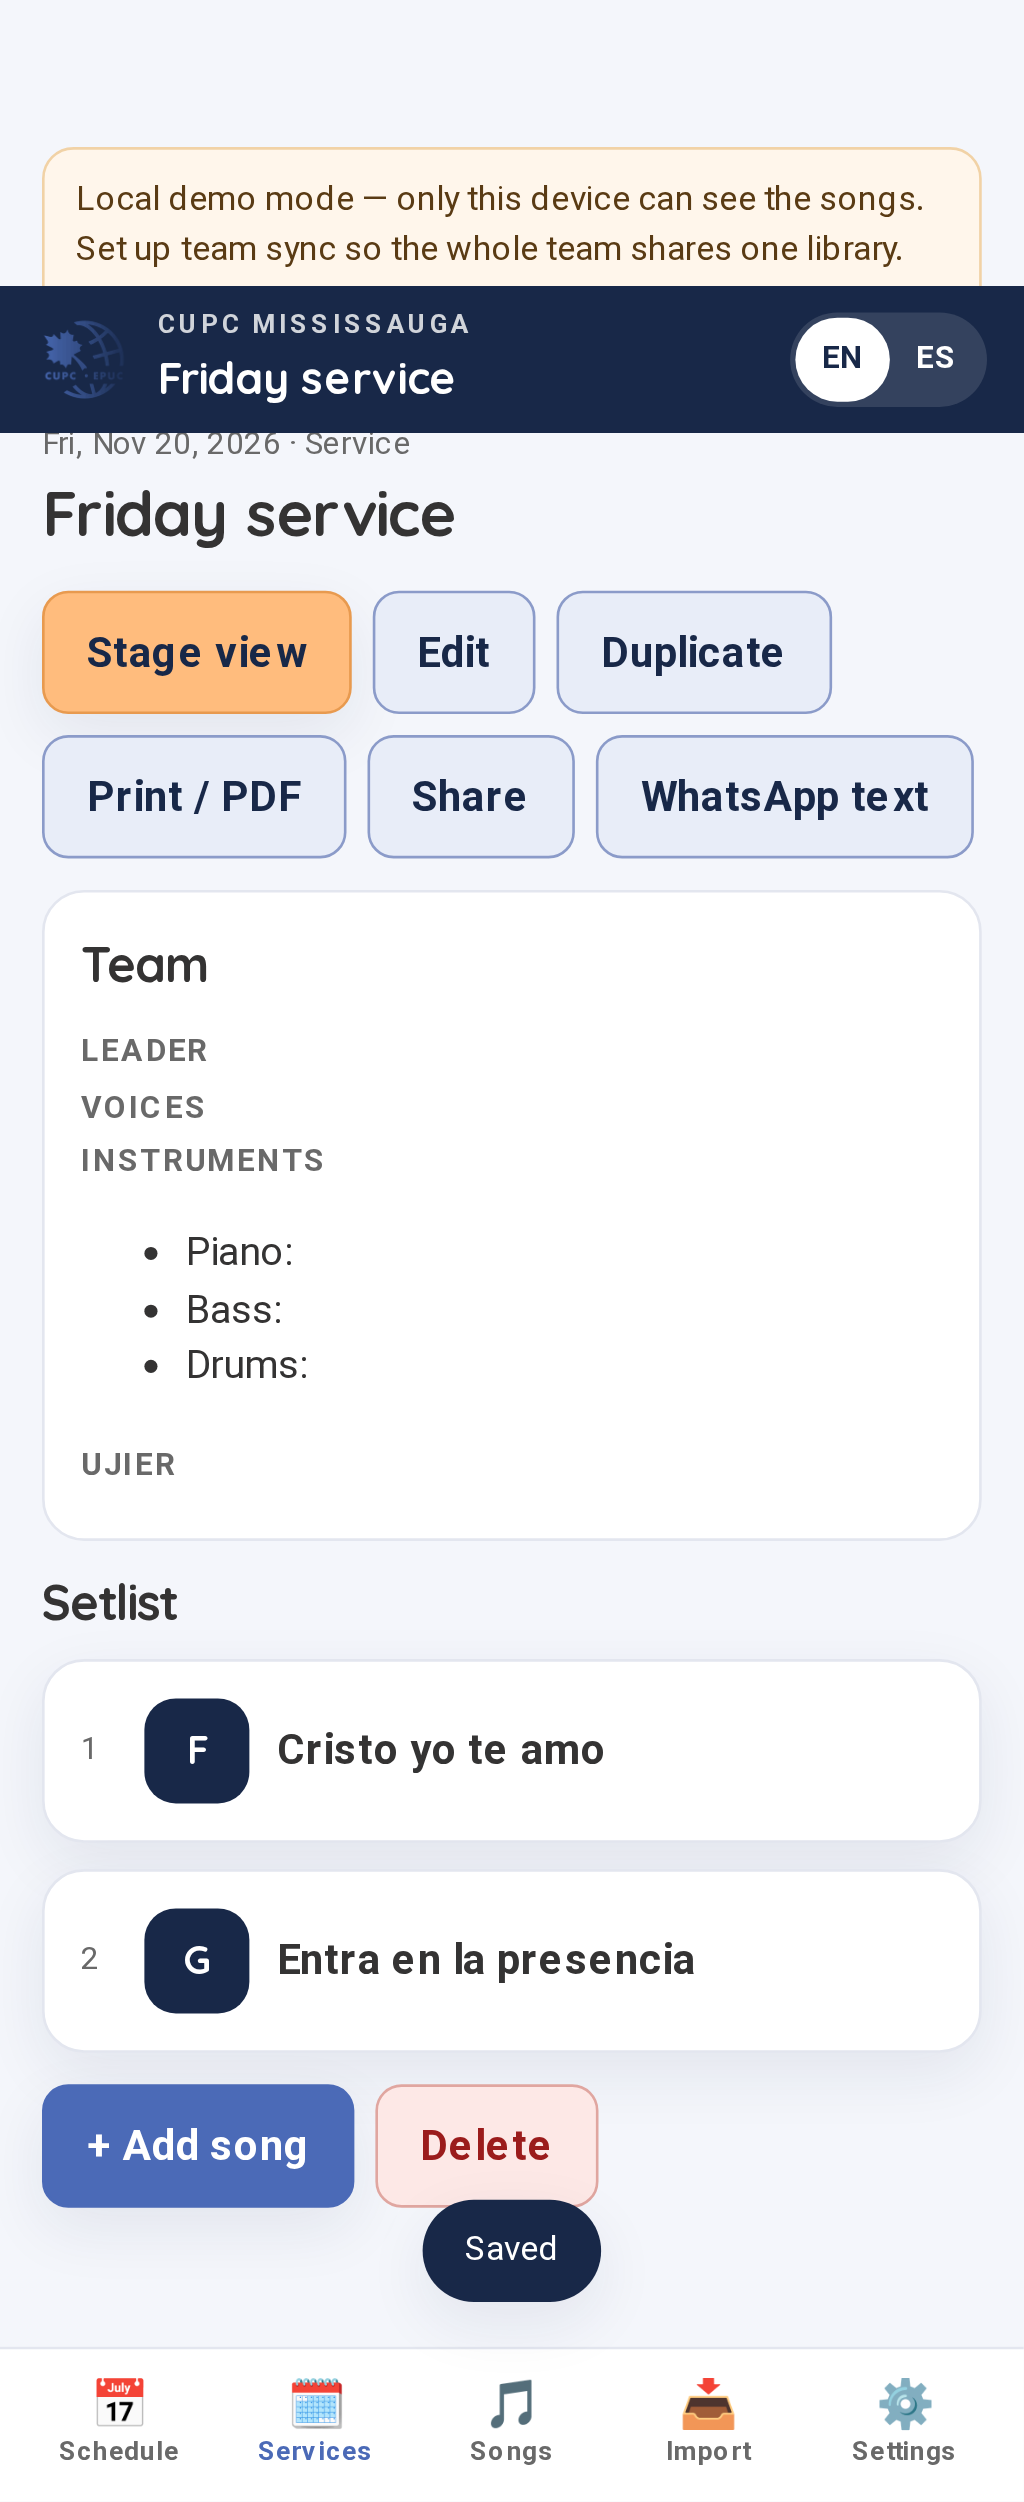 Local demo mode — only this device can see the songs.
Set up team sync so the whole team shares one library.
CUPC • EPUC
CUPC MISSISSAUGA
Friday service
EN
ES
Fri, Nov 20, 2026 · Service
Friday service
Stage view
Edit
Duplicate
Print / PDF
Share
WhatsApp text
Team
LEADER
VOICES
INSTRUMENTS
• Piano:
• Bass:
• Drums:
UJIER
Setlist
1
F
Cristo yo te amo
2
G
Entra en la presencia
+ Add song
Delete
Saved
July
17
Schedule
Services
Songs
Import
Settings